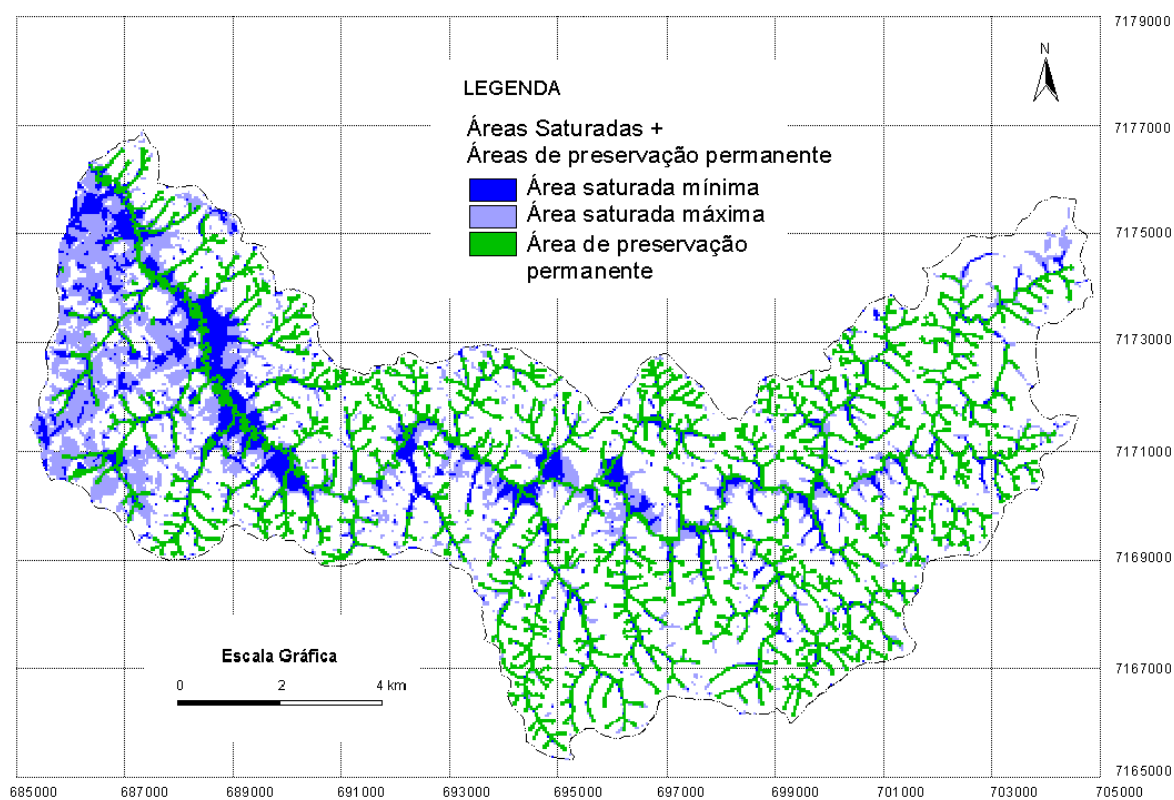 7179000
N
LEGENDA
7177000
Áreas Saturadas +
Áreas de preservação permanente
Área saturada mínima
Área saturada máxima
Área de preservação
permanente
7175000
7173000
7171000
7169000
Escala Gráfica
7167000
0 2 4 km
7165000
685000 687000 689000 691000 693000 695000 697000 699000 701000 703000 705000